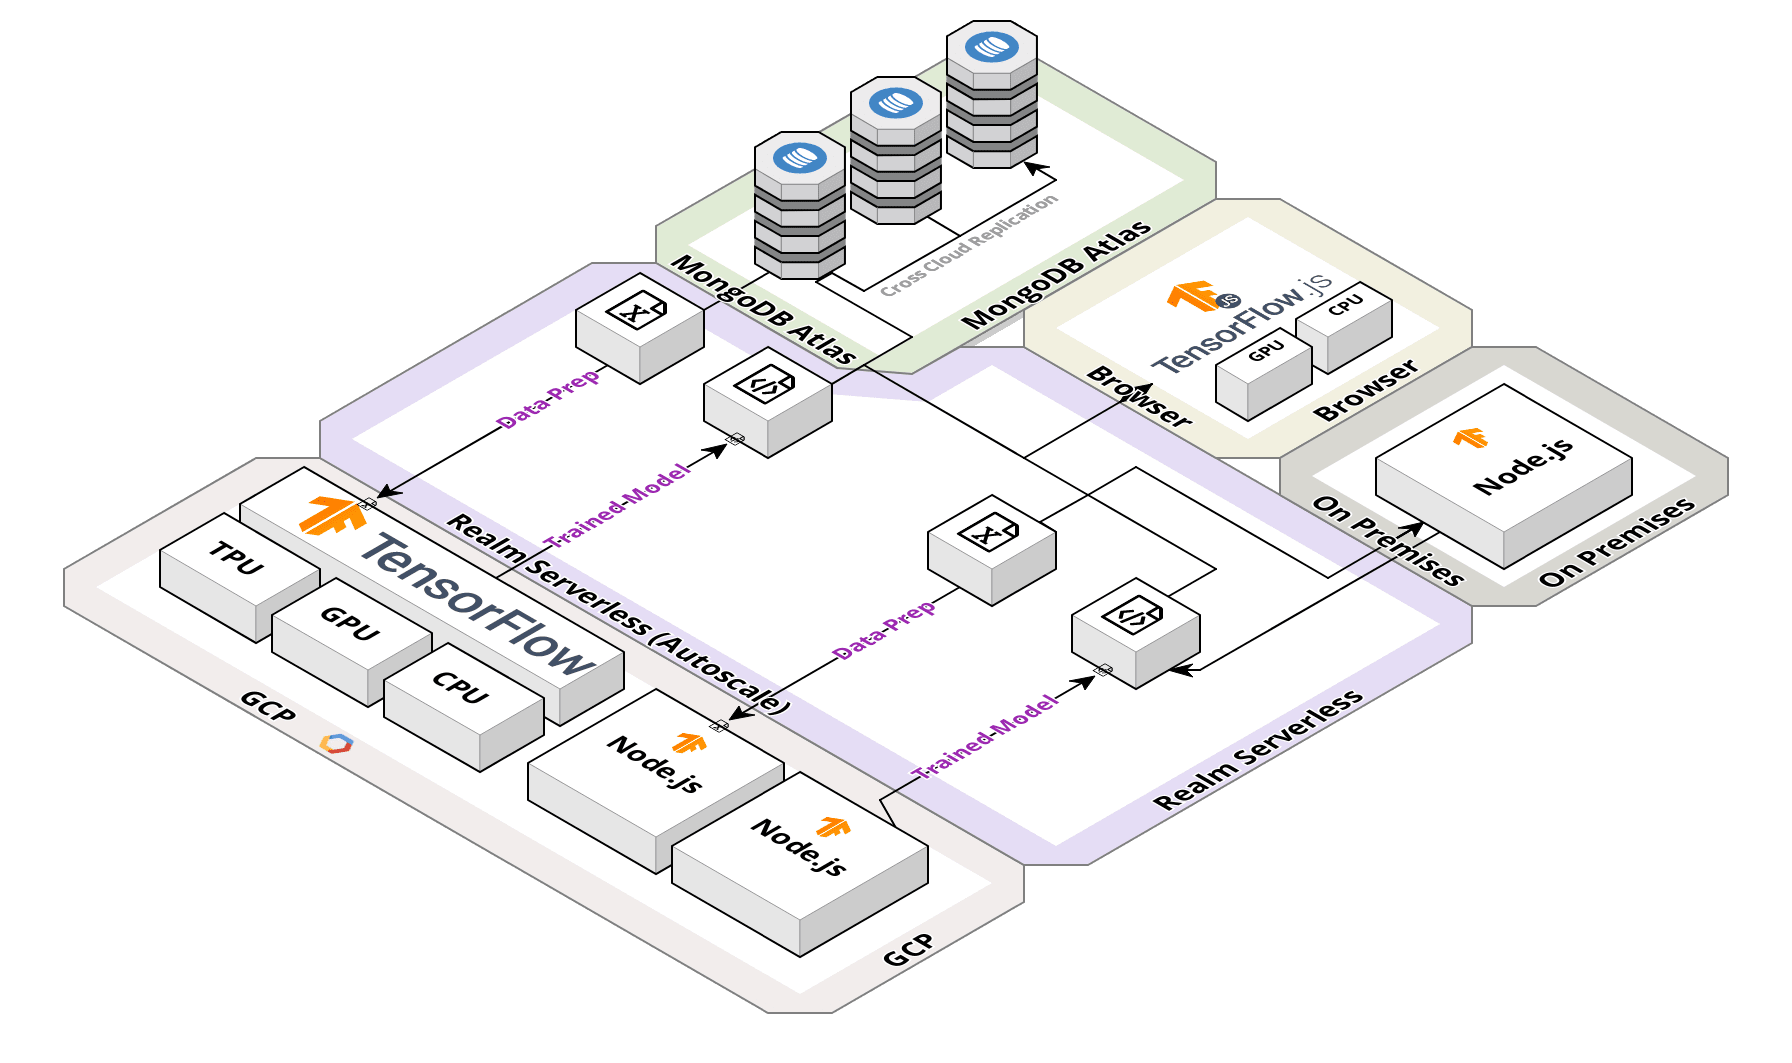 Cross Cloud Replication
MongoDB Atlas
MongoDB Atlas
X
</>
JS
TensorFlow.js
GPU
CPU
Browser
Browser
Node.js
On Premises
On Premises
Data Prep
Trained Model
Realm Serverless (Autoscale)
X
</>
Data Prep
Trained Model
Realm Serverless
TensorFlow
TPU
GPU
CPU
Node.js
Node.js
GCP
GCP